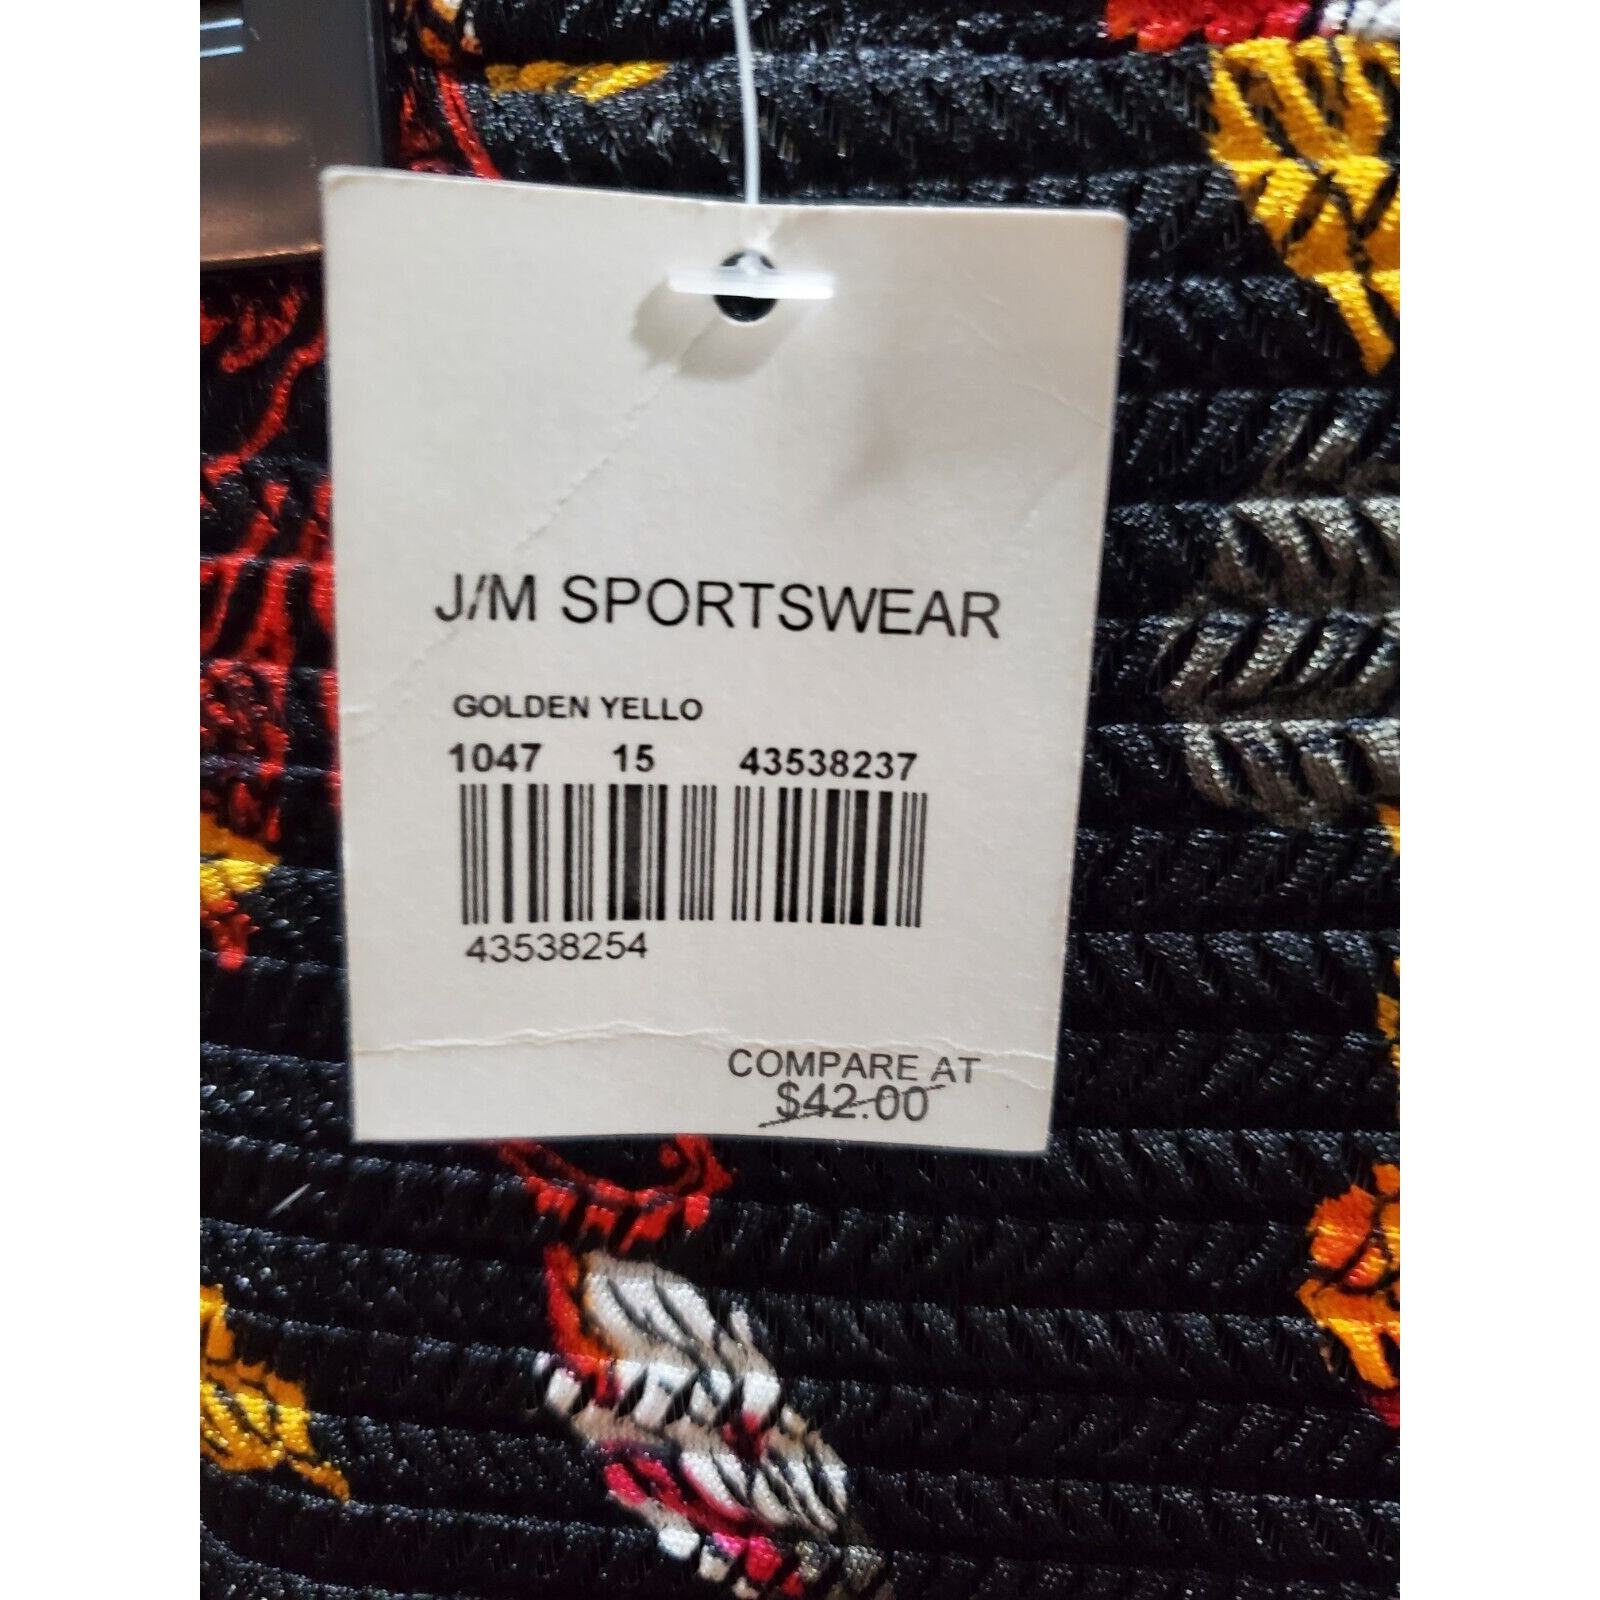 J/M SPORTSWEAR
GOLDEN YELLO
1047 15 43538237
43538254
COMPARE AT
$42.00